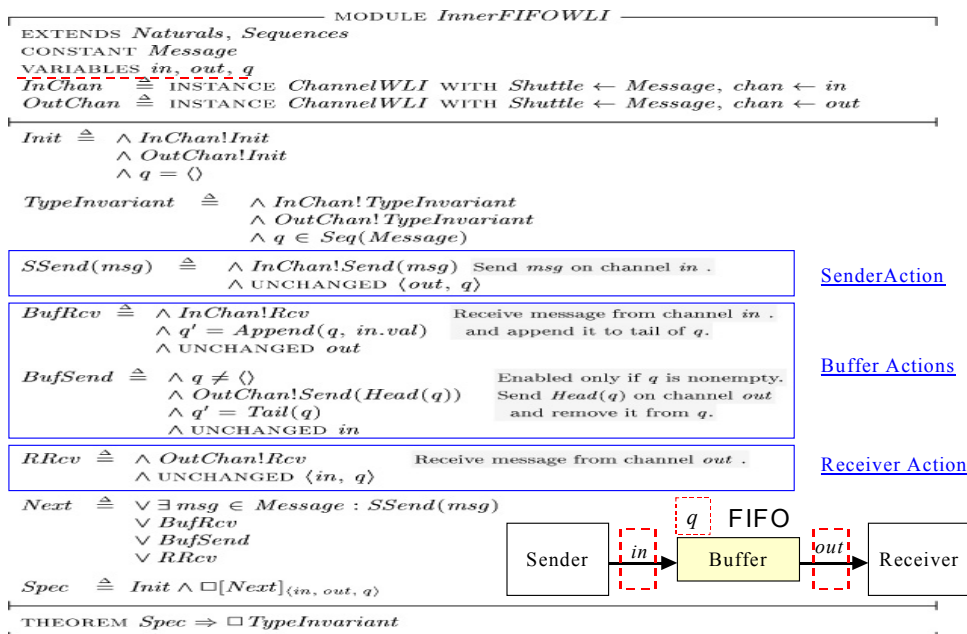 MODULE InnerFIFOWLI
EXTENDS Naturals, Sequences
CONSTANT Message
VARIABLES in, out, q
InChan ≜ INSTANCE ChannelWLI WITH Shuttle ← Message, chan ← in
OutChan ≜ INSTANCE ChannelWLI WITH Shuttle ← Message, chan ← out
Init ≜ ∧ InChan!Init
∧ OutChan!Init
∧ q = ⟨⟩
TypeInvariant ≜ ∧ InChan!TypeInvariant
∧ OutChan!TypeInvariant
∧ q ∈ Seq(Message)
SSend(msg) ≜ ∧ InChan!Send(msg) Send msg on channel in .
∧ UNCHANGED ⟨out, q⟩
SenderAction
BufRcv ≜ ∧ InChan!Rcv Receive message from channel in .
∧ q′ = Append(q, in.val) and append it to tail of q.
∧ UNCHANGED out
BufSend ≜ ∧ q ≠ ⟨⟩ Enabled only if q is nonempty.
∧ OutChan!Send(Head(q)) Send Head(q) on channel out
∧ q′ = Tail(q) and remove it from q.
∧ UNCHANGED in
Buffer Actions
RRcv ≜ ∧ OutChan!Rcv Receive message from channel out .
∧ UNCHANGED ⟨in, q⟩
Receiver Action
Next ≜ ∨ ∃ msg ∈ Message : SSend(msg)
∨ BufRcv
∨ BufSend
∨ RRcv
Spec ≜ Init ∧ □[Next]⟨in, out, q⟩
q FIFO
Sender in Buffer out Receiver
THEOREM Spec ⇒ □ TypeInvariant